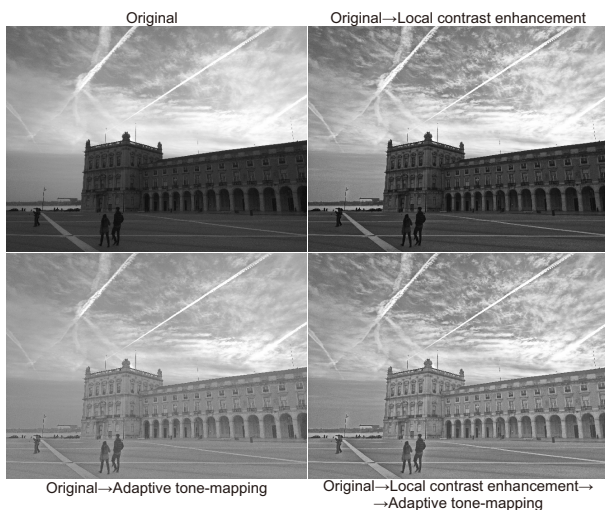 Original
Original→Local contrast enhancement
Original→Adaptive tone-mapping
Original→Local contrast enhancement→
→Adaptive tone-mapping